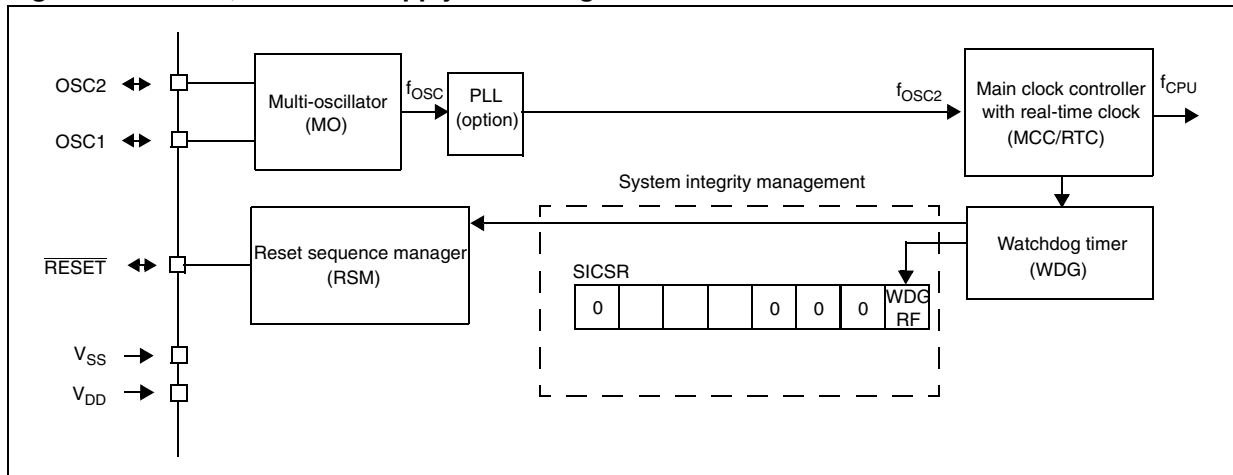 OSC2
OSC1
Multi-oscillator
(MO)
fOSC
PLL
(option)
fOSC2
Main clock controller
with real-time clock
(MCC/RTC)
fCPU
System integrity management
RESET
Reset sequence manager
(RSM)
Watchdog timer
(WDG)
SICSR
0 0 0 0 WDG
RF
VSS
VDD